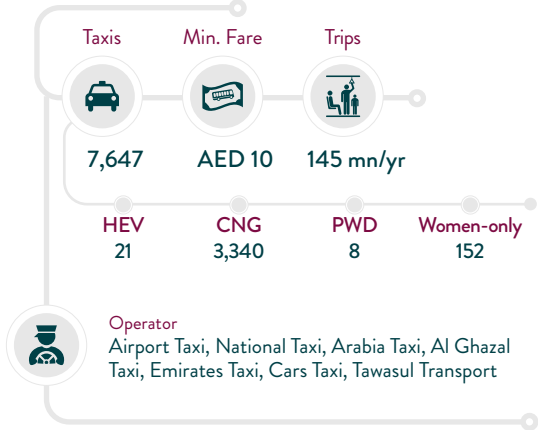 Taxis Min. Fare Trips
7,647 AED 10 145 mn/yr
HEV CNG PWD Women-only
21 3,340 8 152
Operator
Airport Taxi, National Taxi, Arabia Taxi, Al Ghazal
Taxi, Emirates Taxi, Cars Taxi, Tawasul Transport